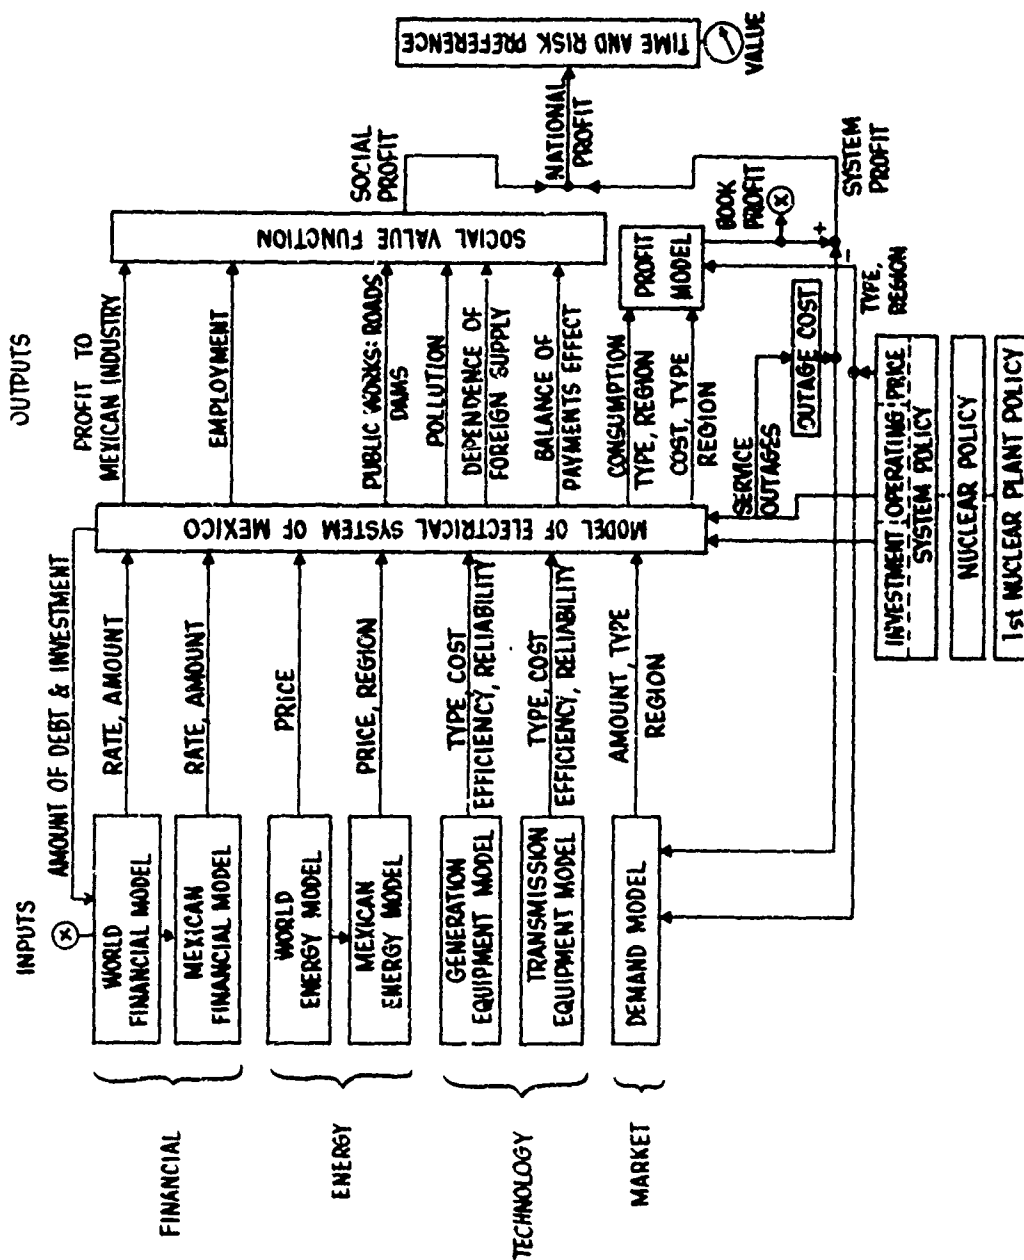 INPUTS
OUTPUTS
FINANCIAL
ENERGY
TECHNOLOGY
MARKET
X
WORLD
FINANCIAL MODEL
MEXICAN
FINANCIAL MODEL
WORLD
ENERGY MODEL
MEXICAN
ENERGY MODEL
GENERATION
EQUIPMENT MODEL
TRANSMISSION
EQUIPMENT MODEL
DEMAND MODEL
AMOUNT OF DEBT & INVESTMENT
RATE, AMOUNT
RATE, AMOUNT
PRICE
PRICE, REGION
TYPE, COST
EFFICIENCY, RELIABILITY
TYPE, COST
EFFICIENCY, RELIABILITY
AMOUNT, TYPE
REGION
MODEL OF ELECTRICAL SYSTEM OF MEXICO
PROFIT TO
MEXICAN INDUSTRY
EMPLOYMENT
PUBLIC WORKS: ROADS
DAMS
POLLUTION
DEPENDENCE OF
FOREIGN SUPPLY
BALANCE OF
PAYMENTS EFFECT
CONSUMPTION
TYPE, REGION
COST, TYPE
REGION
SERVICE
OUTAGES
OUTAGE COST
SOCIAL VALUE FUNCTION
PROFIT
MODEL
SOCIAL
PROFIT
BOOK
PROFIT
X
+
-
TYPE,
REGION
SYSTEM
PROFIT
NATIONAL
PROFIT
TIME AND RISK PREFERENCE
VALUE
INVESTMENT OPERATING PRICE
SYSTEM POLICY
NUCLEAR POLICY
1st NUCLEAR PLANT POLICY